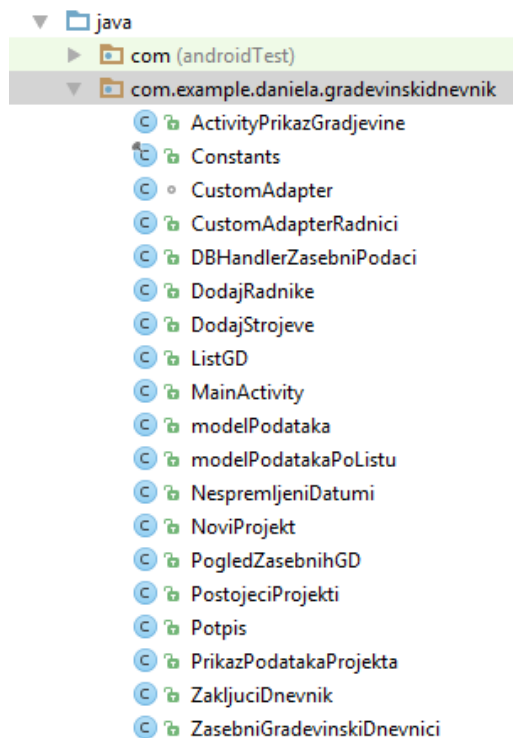 java
com (androidTest)
com.example.daniela.gradevinskidnevnik
ActivityPrikazGradjevine
Constants
CustomAdapter
CustomAdapterRadnici
DBHandlerZasebniPodaci
DodajRadnike
DodajStrojeve
ListGD
MainActivity
modelPodataka
modelPodatakaPoListu
NespremljeniDatumi
NoviProjekt
PogledZasebnihGD
PostojeciProjekti
Potpis
PrikazPodatakaProjekta
ZakljuciDnevnik
ZasebniGradevinskiDnevnici